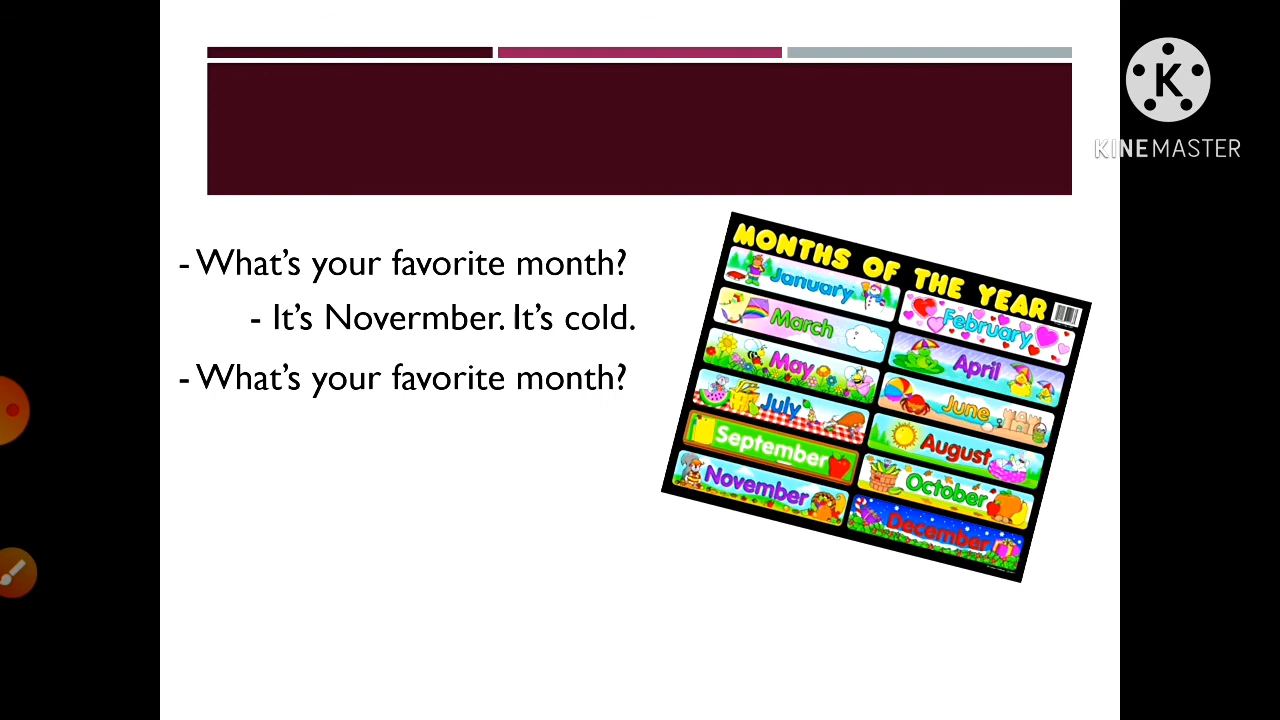 K
KINEMASTER
- What's your favorite month?
- It's Novermber. It's cold.
- What's your favorite month?
MONTHS OF THE YEAR
January
February
March
April
May
June
July
August
September
October
November
December